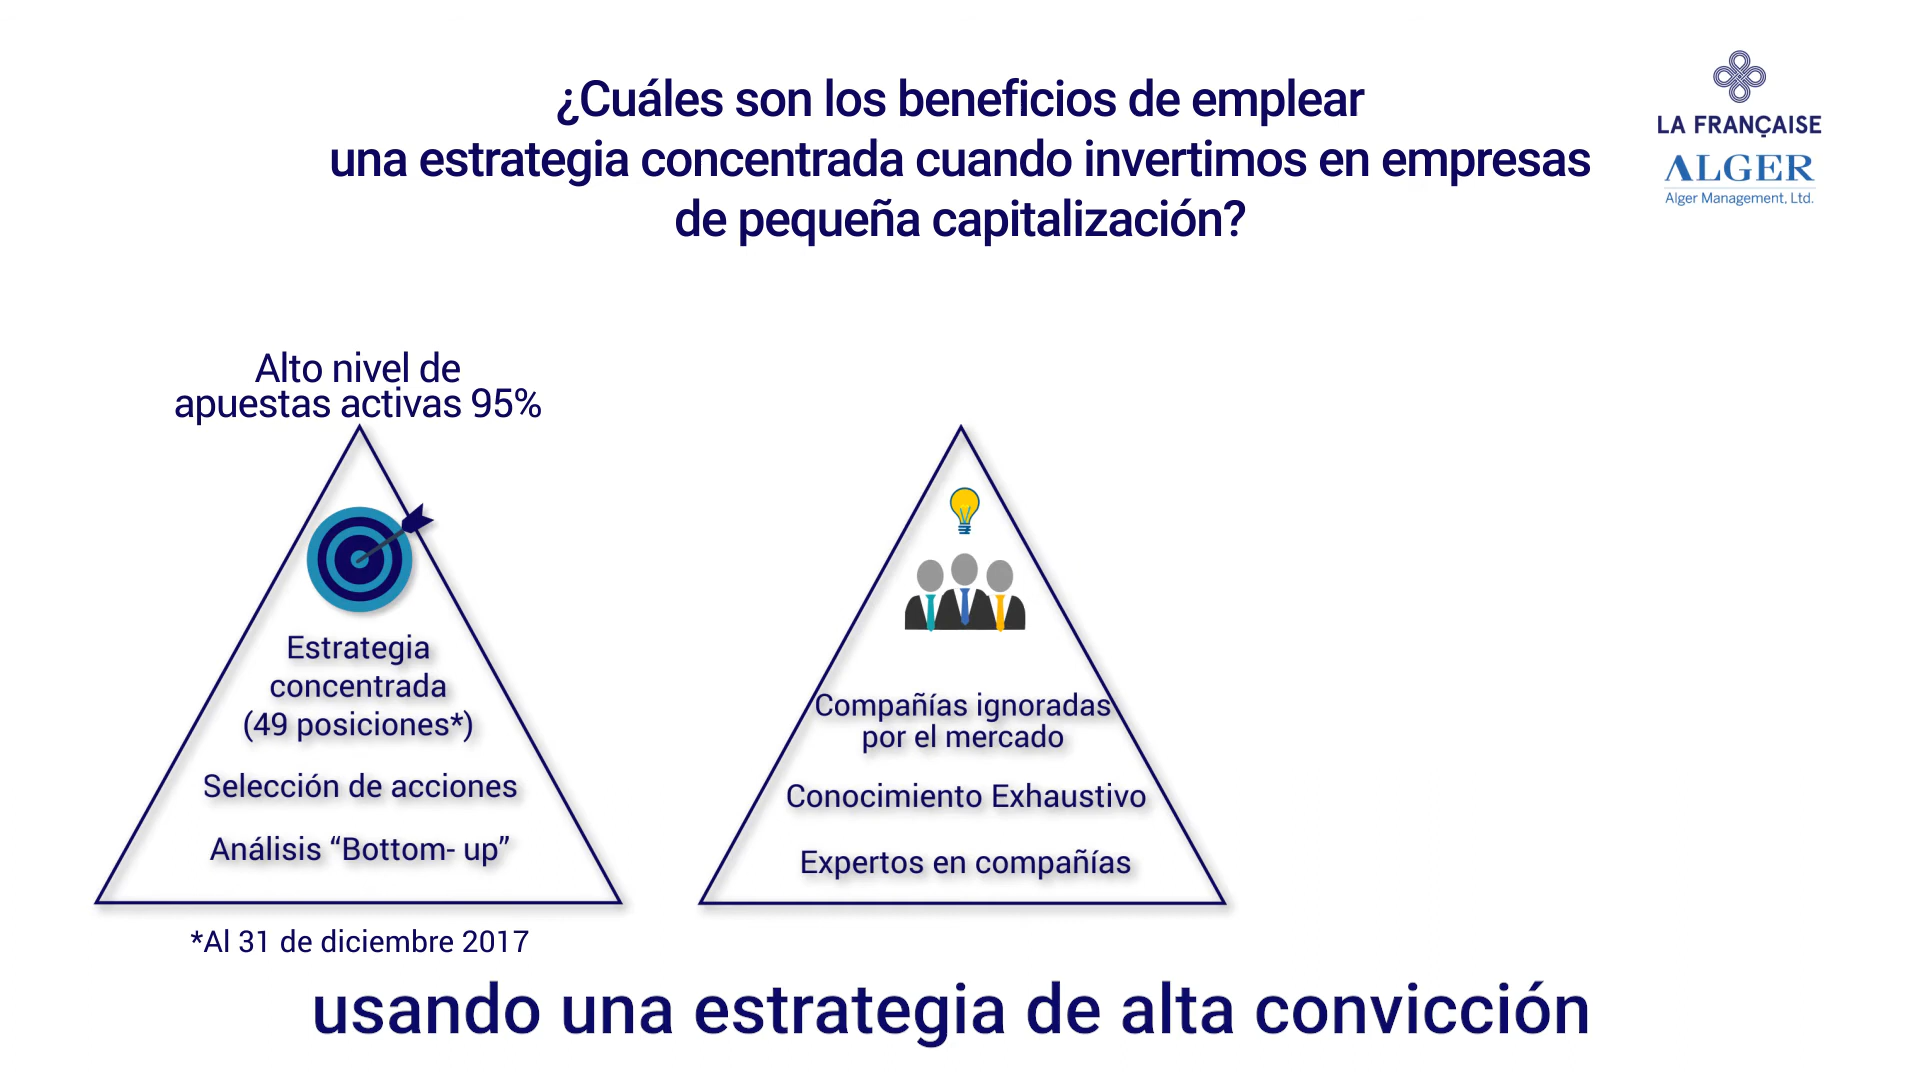 ¿Cuáles son los beneficios de emplear
una estrategia concentrada cuando invertimos en empresas
de pequeña capitalización?
LA FRANÇAISE
ALGER
Alger Management, Ltd.
Alto nivel de
apuestas activas 95%
Estrategia
concentrada
(49 posiciones*)
Selección de acciones
Análisis “Bottom- up”
*Al 31 de diciembre 2017
Compañías ignoradas
por el mercado
Conocimiento Exhaustivo
Expertos en compañías
usando una estrategia de alta convicción